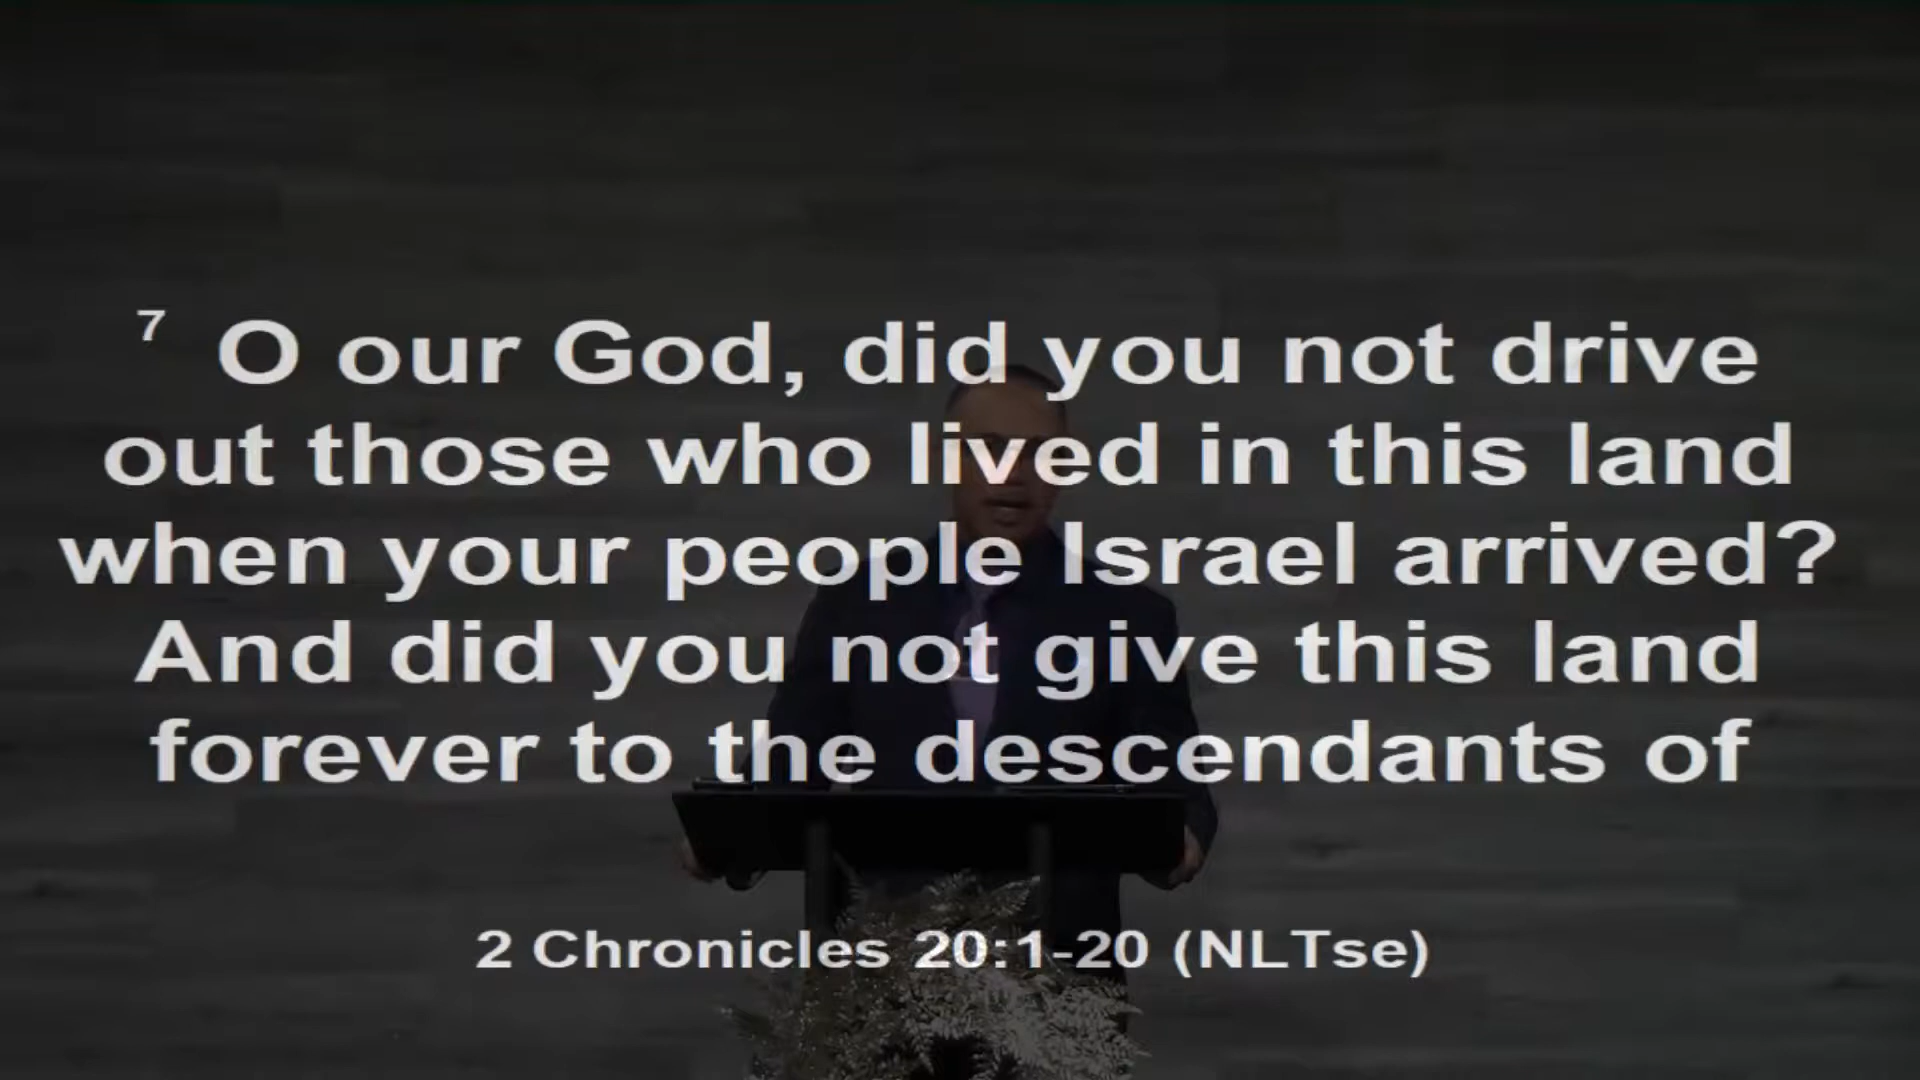 7 O our God, did you not drive
out those who lived in this land
when your people Israel arrived?
And did you not give this land
forever to the descendants of
2 Chronicles 20:1-20 (NLTse)